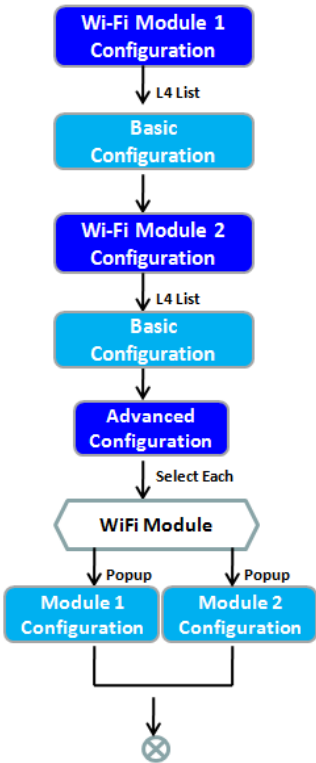 Wi-Fi Module 1
Configuration
L4 List
Basic
Configuration
Wi-Fi Module 2
Configuration
L4 List
Basic
Configuration
Advanced
Configuration
Select Each
WiFi Module
Popup
Popup
Module 1
Configuration
Module 2
Configuration